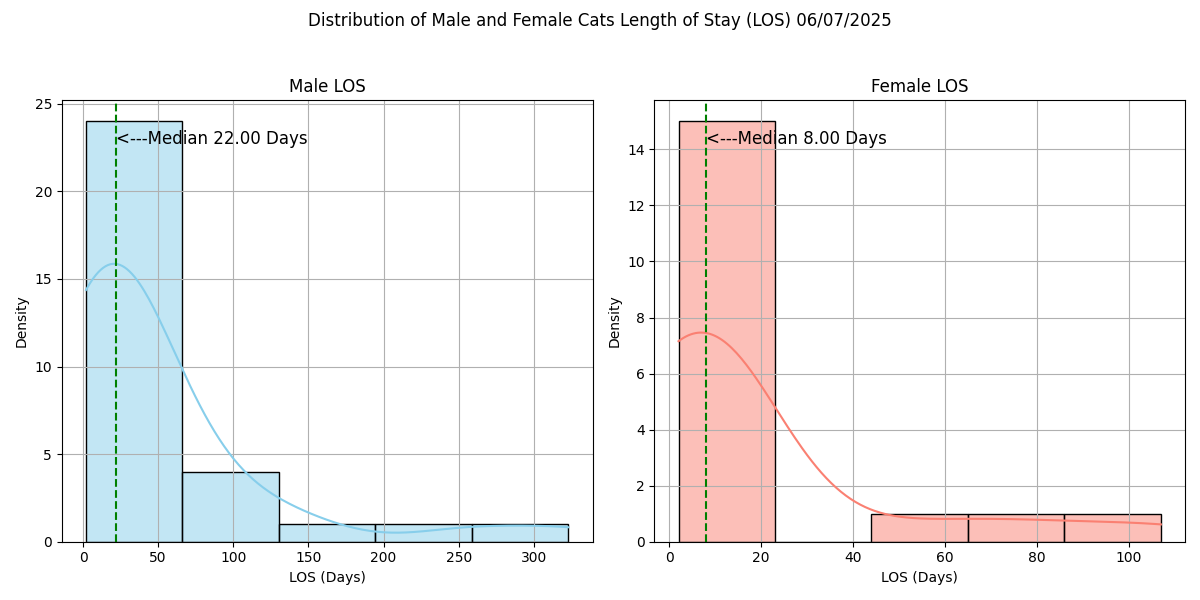 Distribution of Male and Female Cats Length of Stay (LOS) 06/07/2025
Male LOS
25
20
15
10
5
0
Density
<---Median 22.00 Days
0 50 100 150 200 250 300
LOS (Days)
Female LOS
14
12
10
8
6
4
2
0
Density
<---Median 8.00 Days
0 20 40 60 80 100
LOS (Days)